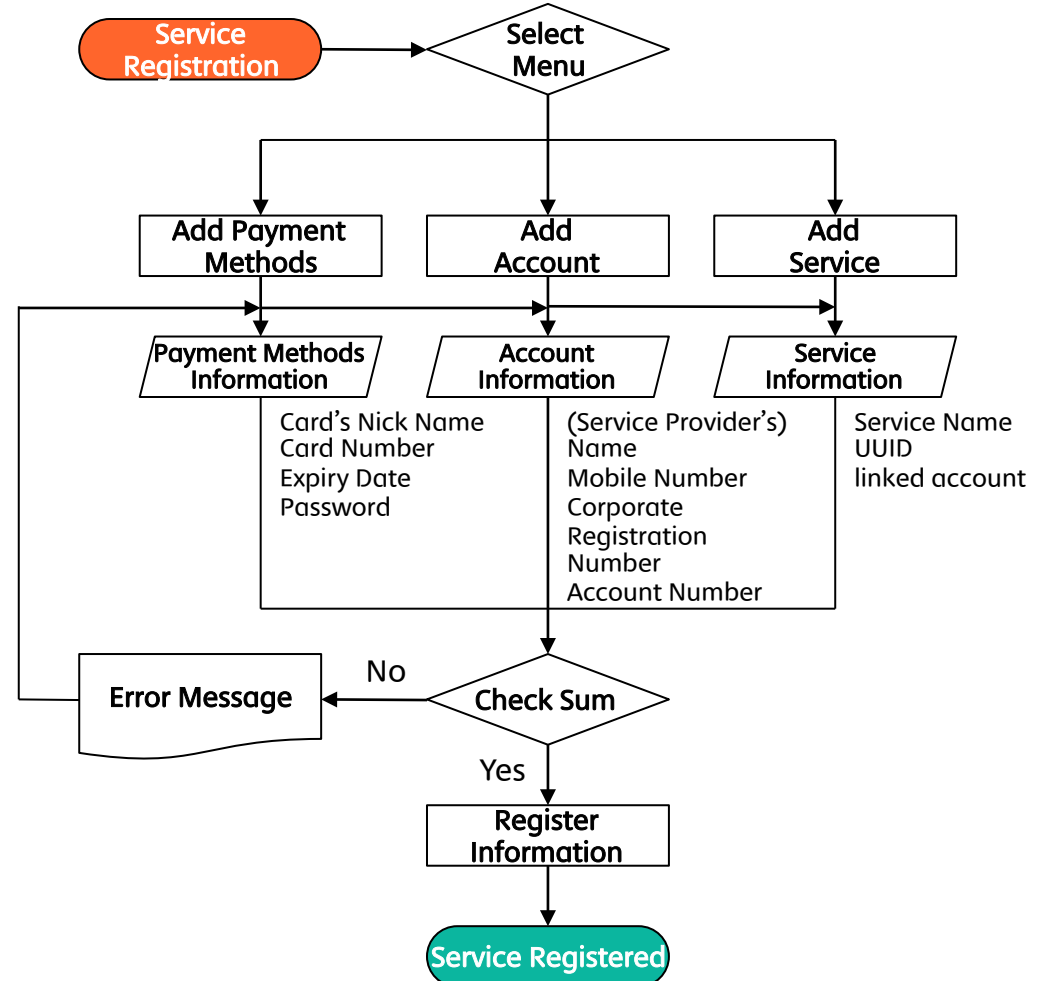 Service
Registration
Select
Menu
Add Payment
Methods
Add
Account
Add
Service
Payment Methods
Information
Account
Information
Service
Information
Card's Nick Name
Card Number
Expiry Date
Password
(Service Provider's)
Name
Mobile Number
Corporate
Registration
Number
Account Number
Service Name
UUID
linked account
No
Error Message
Check Sum
Yes
Register
Information
Service Registered